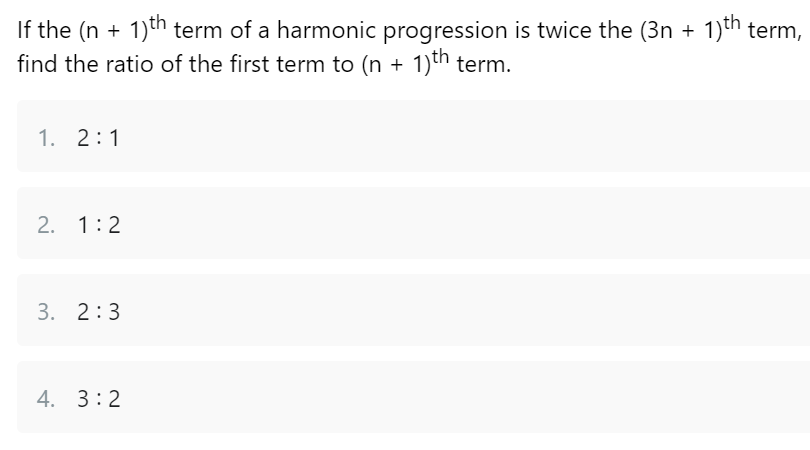 If the (n + 1)th term of a harmonic progression is twice the (3n + 1)th term,
find the ratio of the first term to (n + 1)th term.
1. 2 : 1
2. 1 : 2
3. 2 : 3
4. 3 : 2